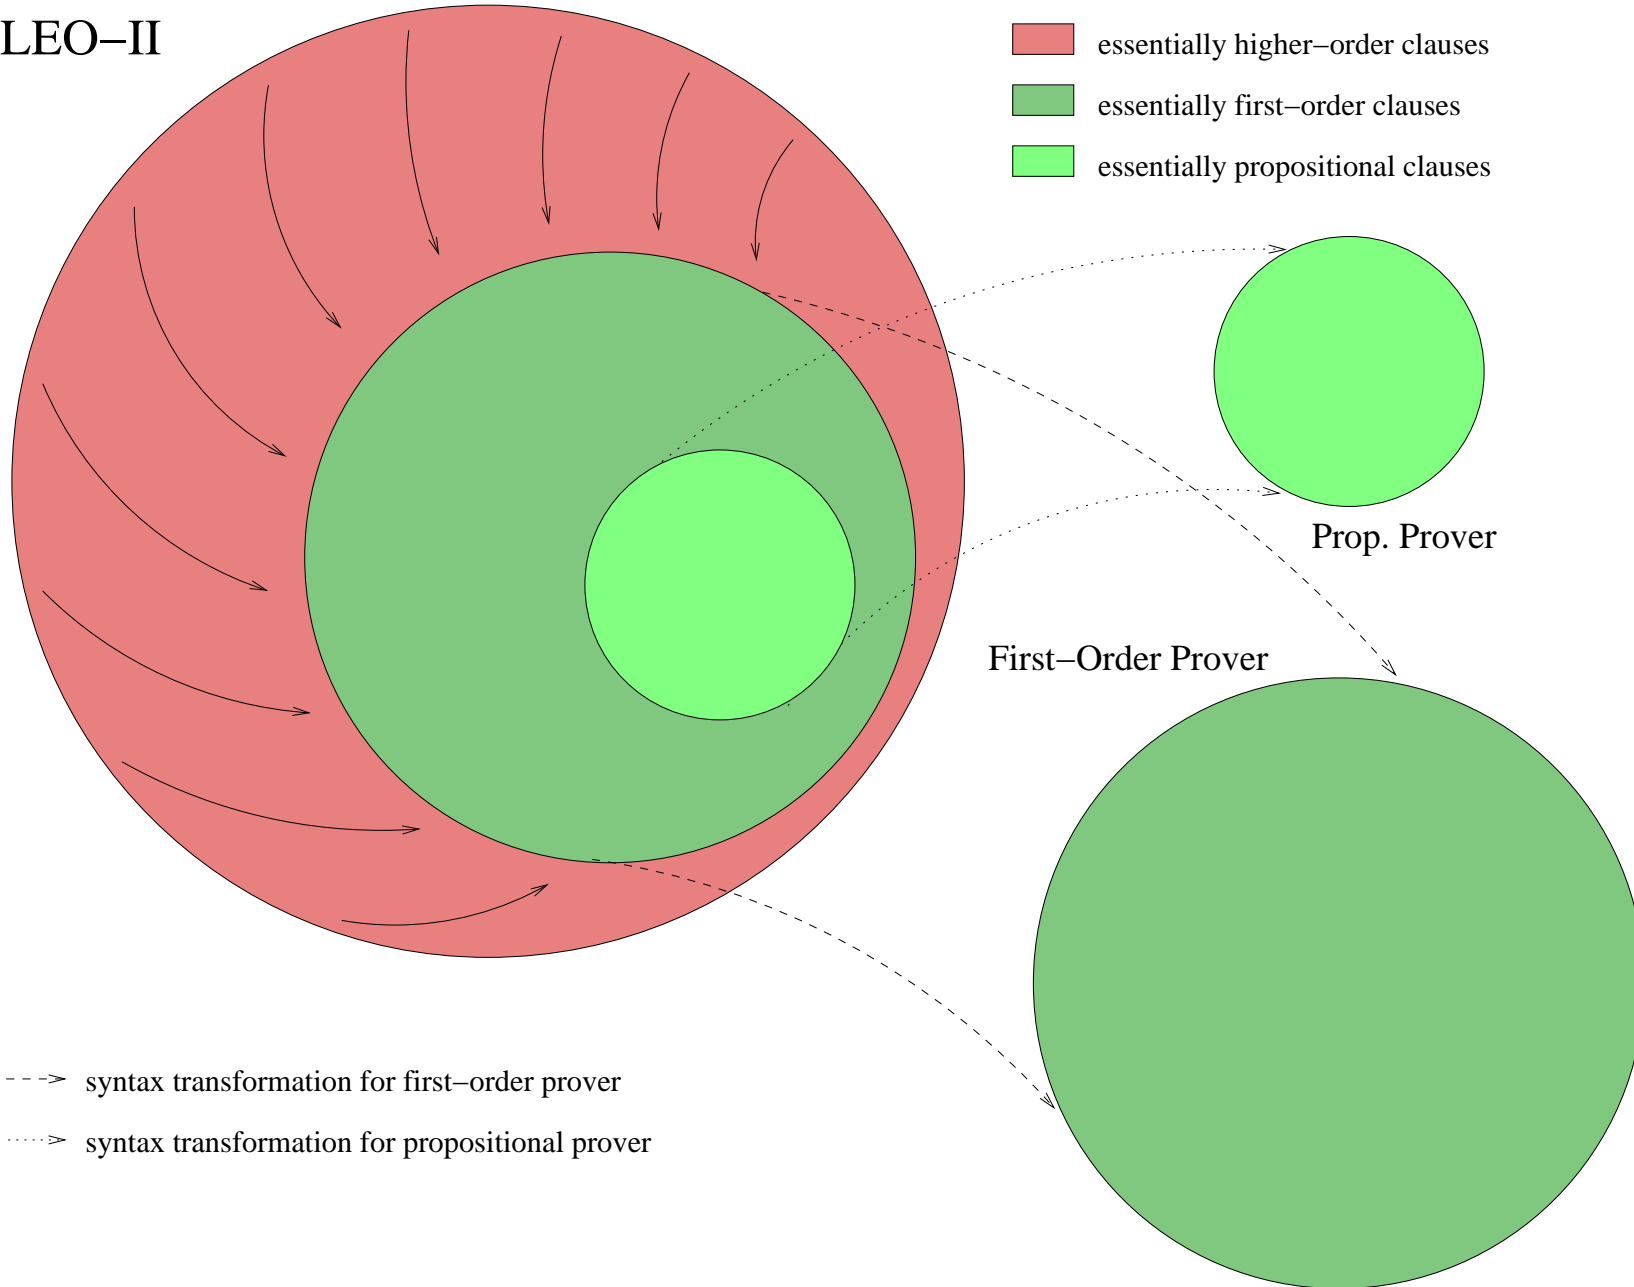 LEO−II
essentially higher−order clauses
essentially first−order clauses
essentially propositional clauses
Prop. Prover
First−Order Prover
syntax transformation for first−order prover
syntax transformation for propositional prover